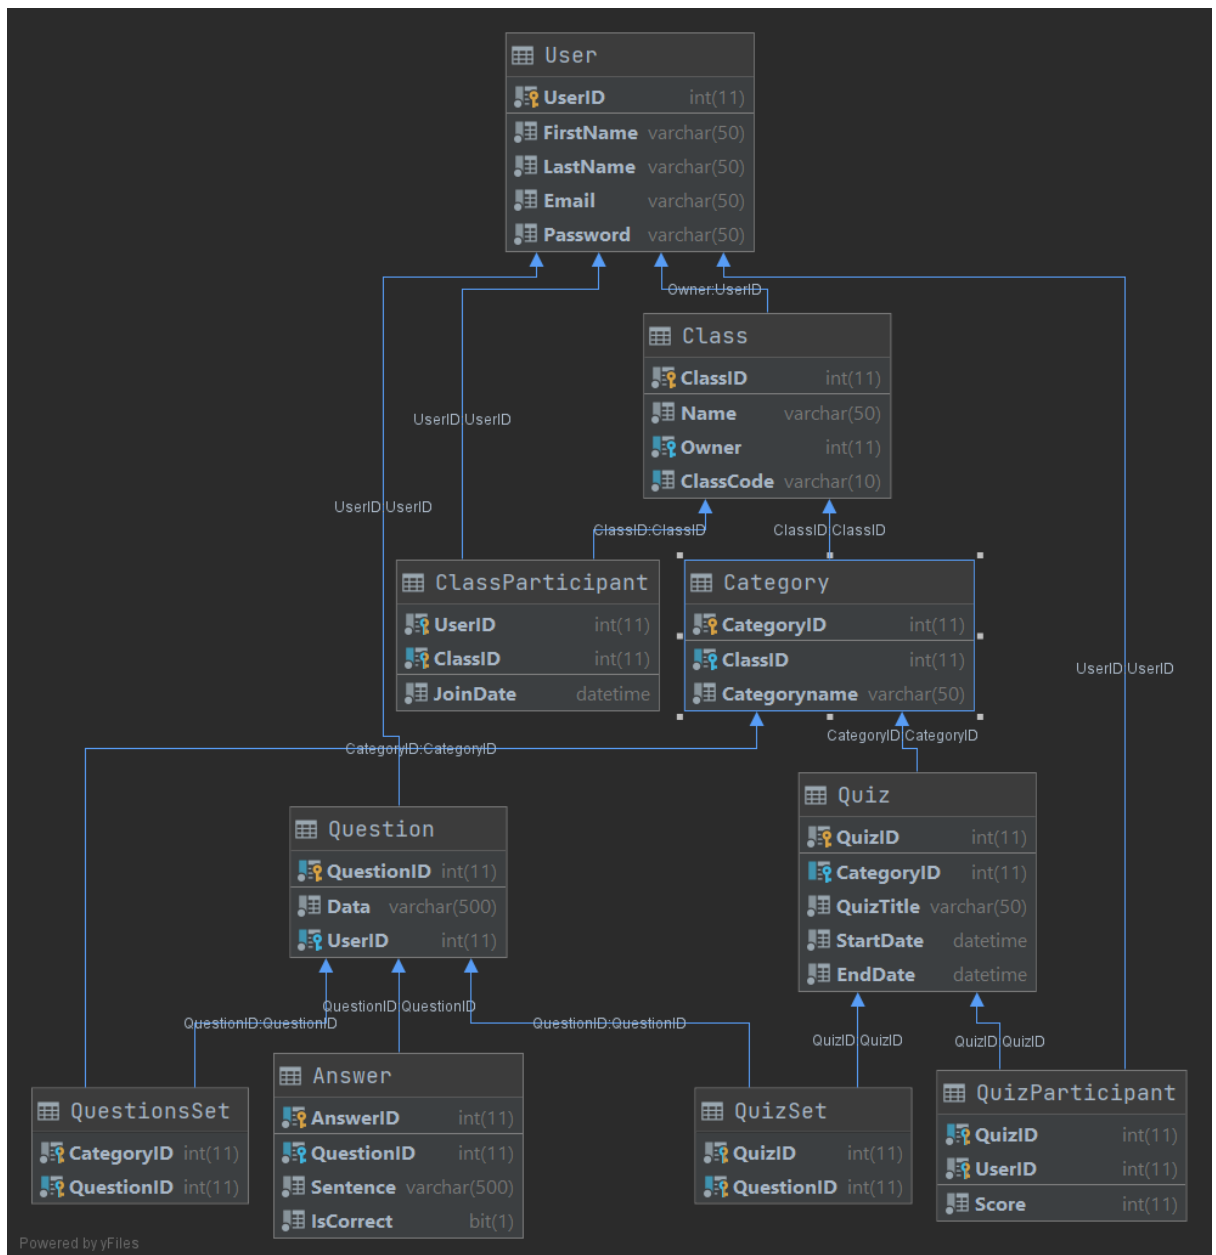 User
UserID int(11)
FirstName varchar(50)
LastName varchar(50)
Email varchar(50)
Password varchar(50)
Owner:UserID
Class
ClassID int(11)
Name varchar(50)
Owner int(11)
ClassCode varchar(10)
UserID:UserID
UserID:UserID
ClassID:ClassID
ClassID:ClassID
ClassParticipant
UserID int(11)
ClassID int(11)
JoinDate datetime
Category
CategoryID int(11)
ClassID int(11)
Categoryname varchar(50)
UserID:UserID
CategoryID:CategoryID
CategoryID:CategoryID
Question
QuestionID int(11)
Data varchar(500)
UserID int(11)
Quiz
QuizID int(11)
CategoryID int(11)
QuizTitle varchar(50)
StartDate datetime
EndDate datetime
QuestionID:QuestionID
QuestionID:QuestionID
QuestionID:QuestionID
QuizID:QuizID
QuizID:QuizID
QuestionsSet
CategoryID int(11)
QuestionID int(11)
Answer
AnswerID int(11)
QuestionID int(11)
Sentence varchar(500)
IsCorrect bit(1)
QuizSet
QuizID int(11)
QuestionID int(11)
QuizParticipant
QuizID int(11)
UserID int(11)
Score int(11)
Powered by yFiles